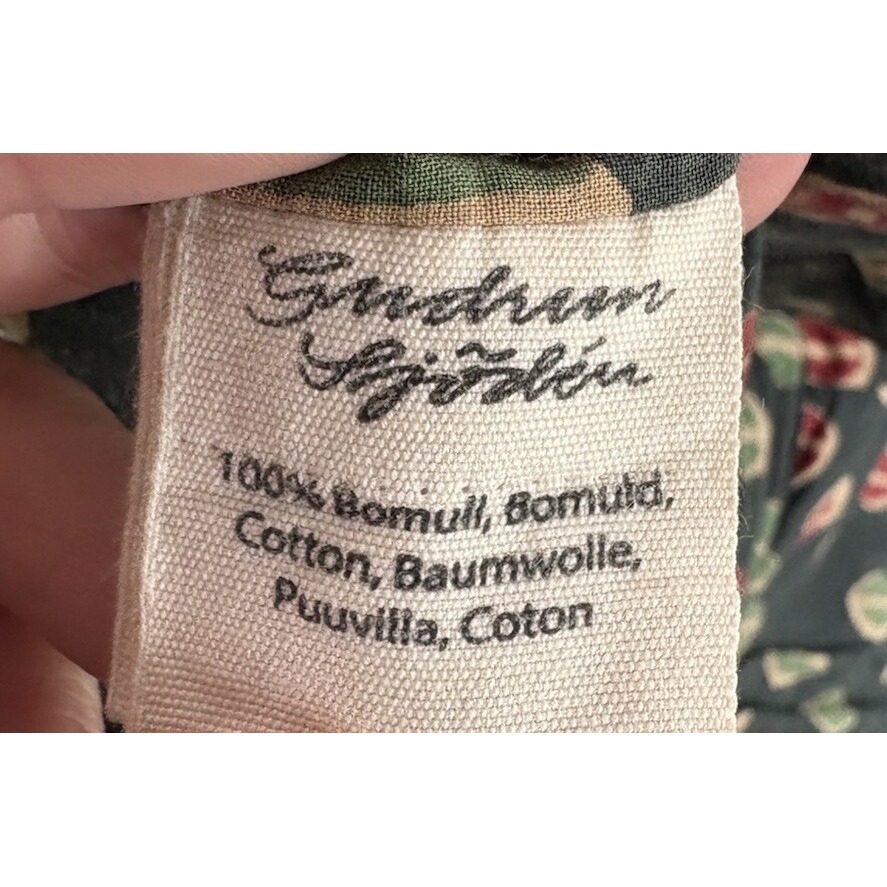 Gudrun
Sjödén
100% Bomull, Bomuld,
Cotton, Baumwolle,
Puuvilla, Coton